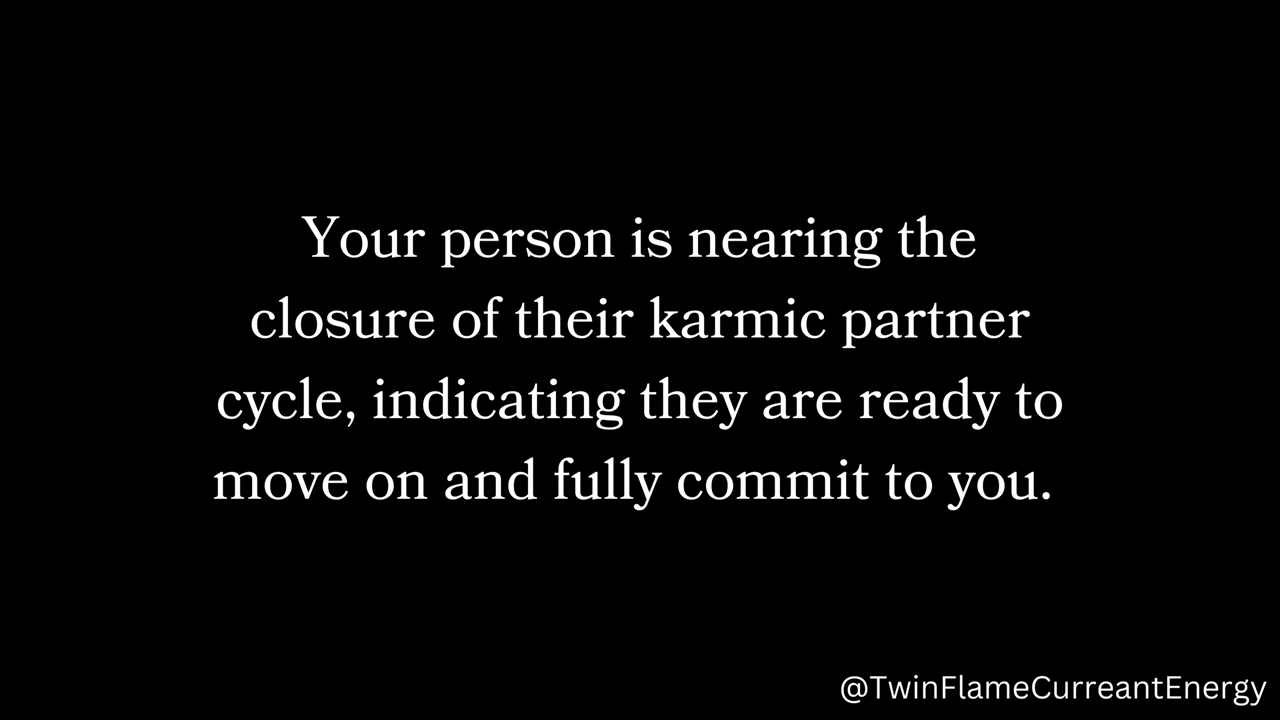 Your person is nearing the
closure of their karmic partner
cycle, indicating they are ready to
move on and fully commit to you.
@TwinFlameCurreantEnergy